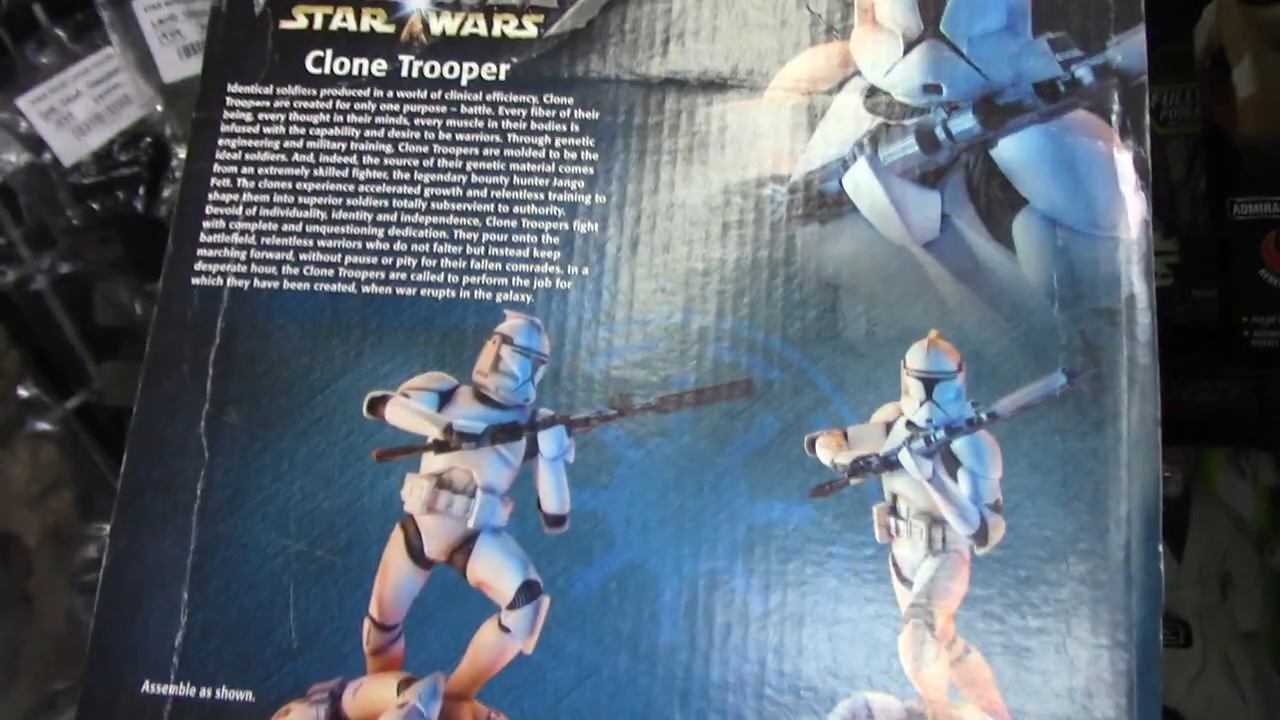 STAR WARS
Clone Trooper
Identical soldiers produced in a world of clinical efficiency, Clone
Troopers are created for only one purpose – battle. Every fiber of their
being, every thought in their minds, every muscle in their bodies is
infused with the capability and desire to be warriors. Through genetic
engineering and military training, Clone Troopers are molded to be the
ideal soldiers. And, indeed, the source of their genetic material comes
from an extremely skilled fighter, the legendary bounty hunter Jango
Fett. The clones experience accelerated growth and relentless training to
shape them into superior soldiers totally subservient to authority.
Devoid of individuality, identity and independence, Clone Troopers fight
with complete and unquestioning dedication. They pour onto the
battlefield, relentless warriors who do not falter but instead keep
marching forward, without pause or pity for their fallen comrades. In a
desperate hour, the Clone Troopers are called to perform the job for
which they have been created, when war erupts in the galaxy.
Assemble as shown.
FULLY
ADMIRA